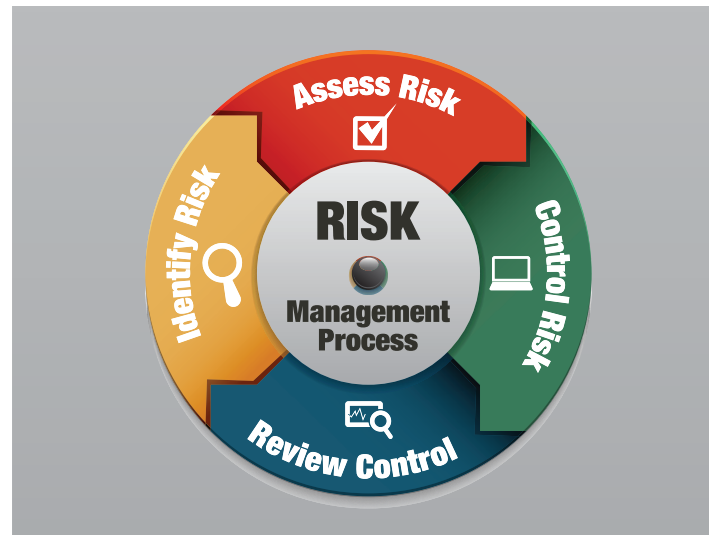 Assess Risk
Identify Risk
RISK
Management
Process
Control Risk
Review Control